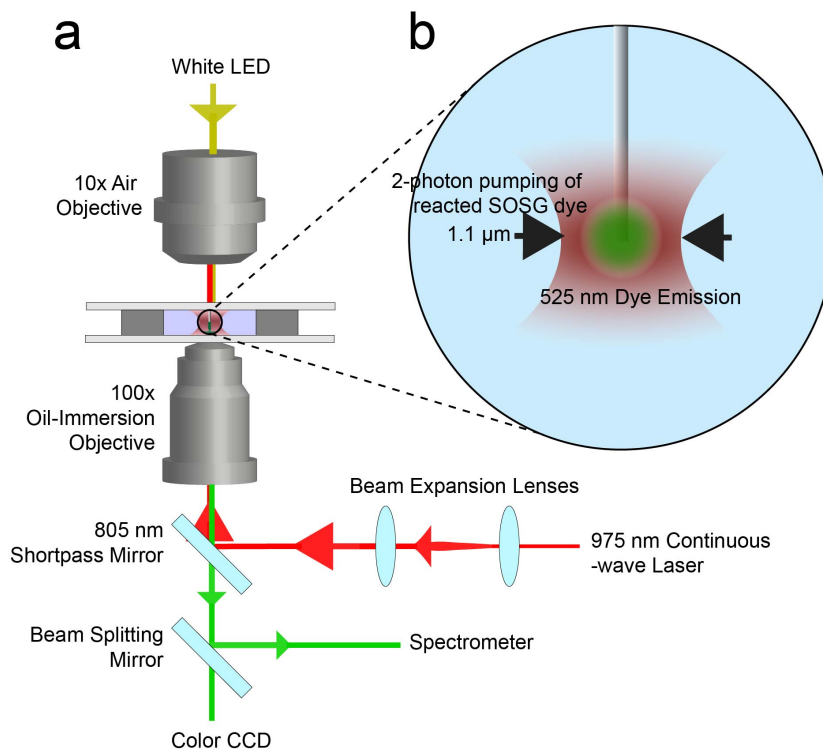 a
b
White LED
10x Air
Objective
2-photon pumping of
reacted SOSG dye
1.1 µm
525 nm Dye Emission
100x
Oil-Immersion
Objective
Beam Expansion Lenses
805 nm
Shortpass Mirror
975 nm Continuous
-wave Laser
Beam Splitting
Mirror
Spectrometer
Color CCD